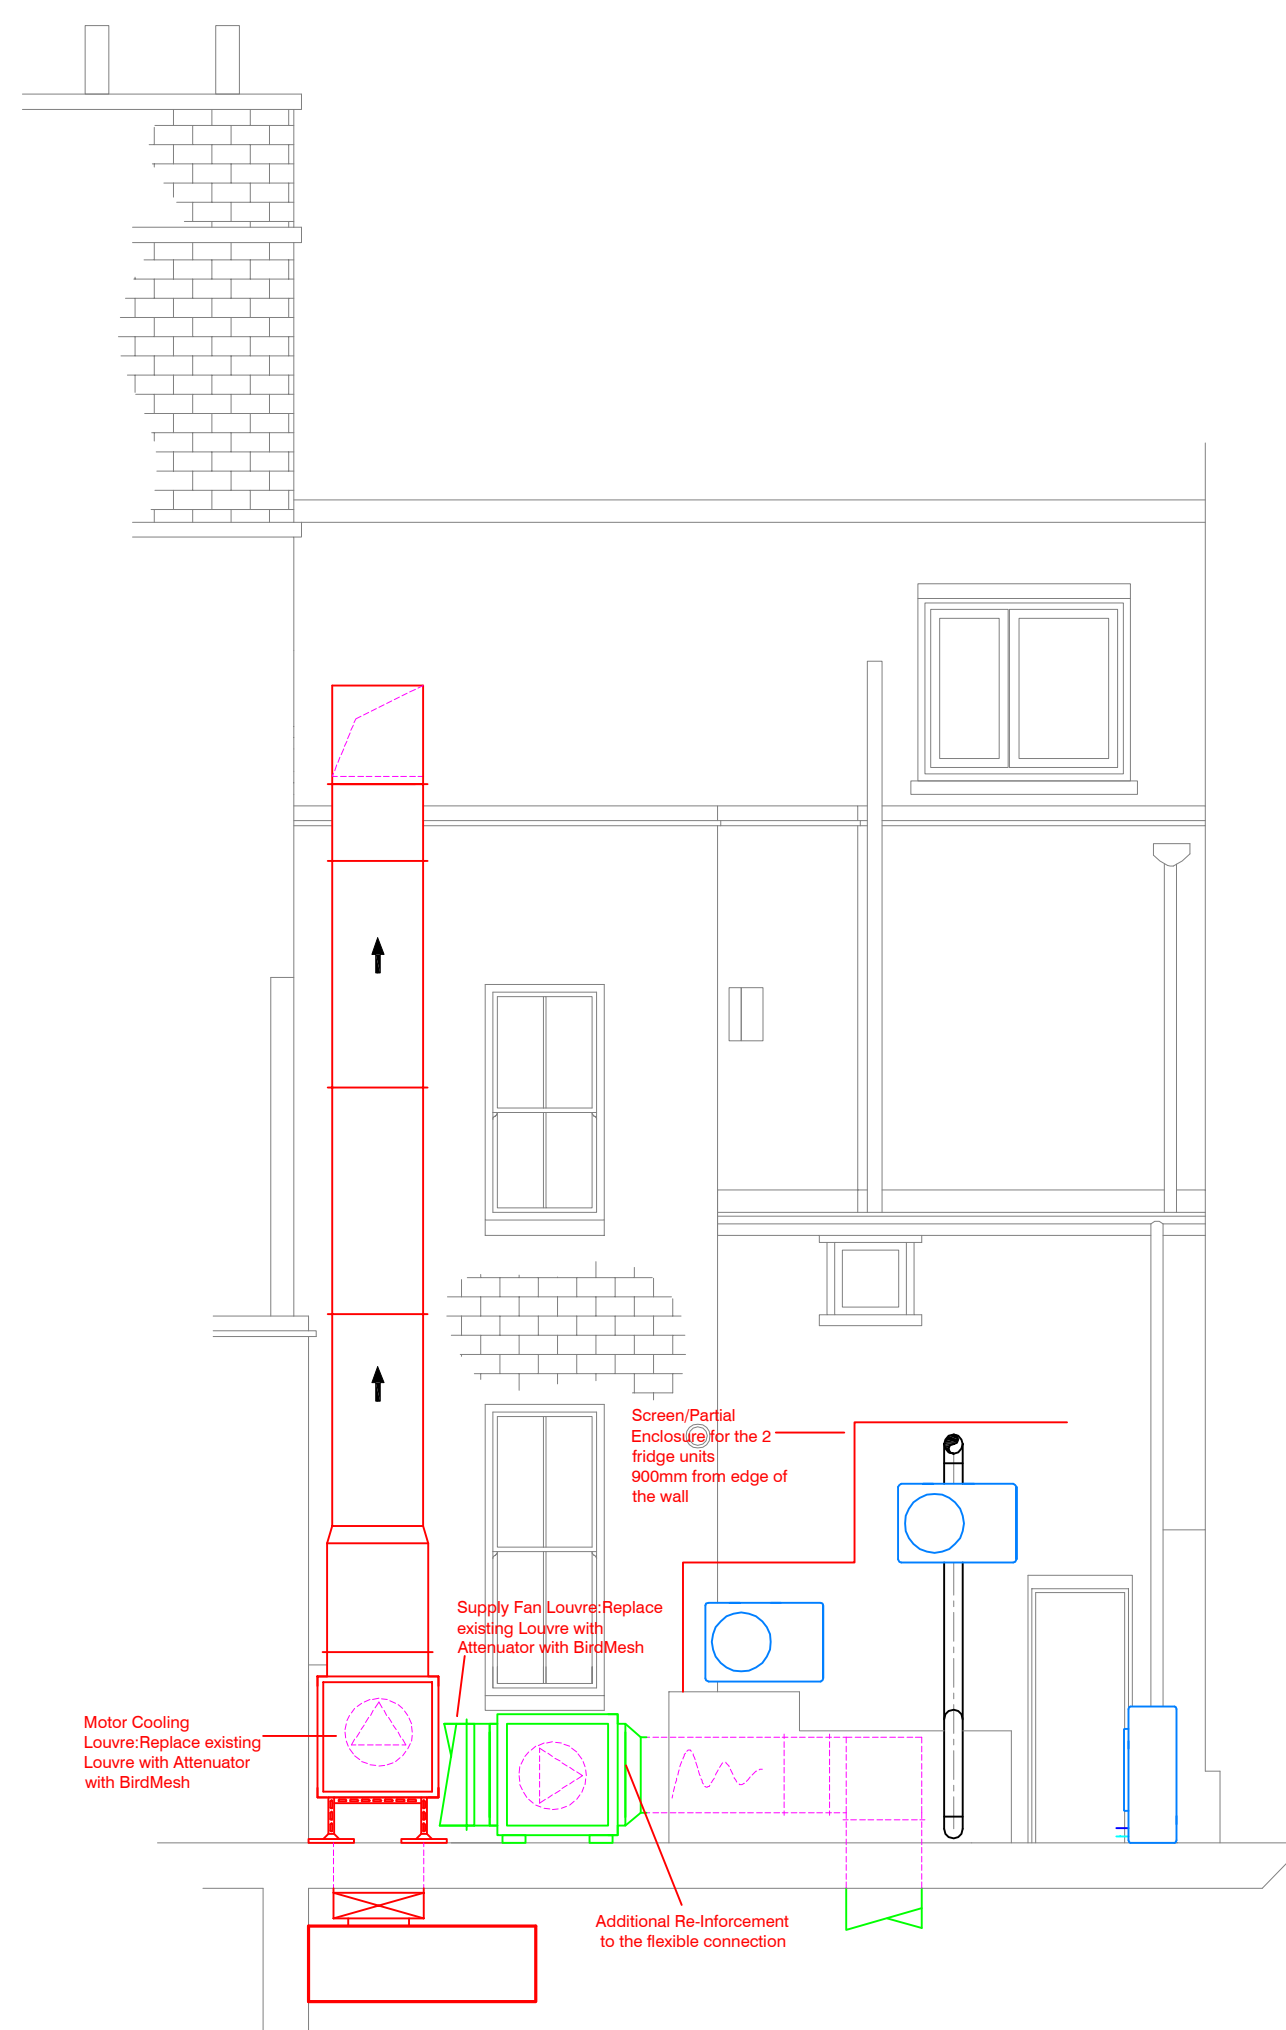 Screen/Partial
Enclosure for the 2
fridge units
900mm from edge of
the wall
Supply Fan Louvre:Replace
existing Louvre with
Attenuator with BirdMesh
Motor Cooling
Louvre:Replace existing
Louvre with Attenuator
with BirdMesh
Additional Re-Inforcement
to the flexible connection